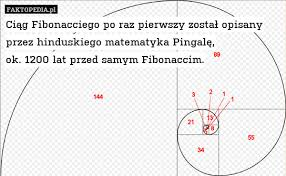 FAKTOPEDIA.pl
Ciąg Fibonacciego po raz pierwszy został opisany
przez hinduskiego matematyka Pingalę,
ok. 1200 lat przed samym Fibonaccim.
89
144
3
2
1
1
21
13
8
55
34